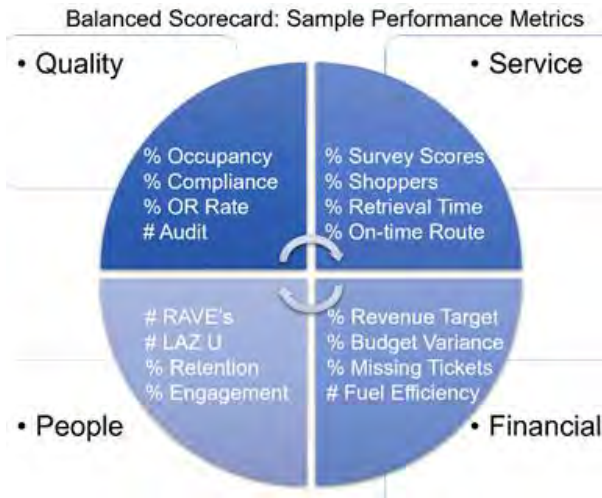 Balanced Scorecard: Sample Performance Metrics
• Quality
• Service
% Occupancy
% Compliance
% OR Rate
# Audit
% Survey Scores
% Shoppers
% Retrieval Time
% On-time Route
# RAVE's
# LAZ U
% Retention
% Engagement
% Revenue Target
% Budget Variance
% Missing Tickets
# Fuel Efficiency
• People
• Financial